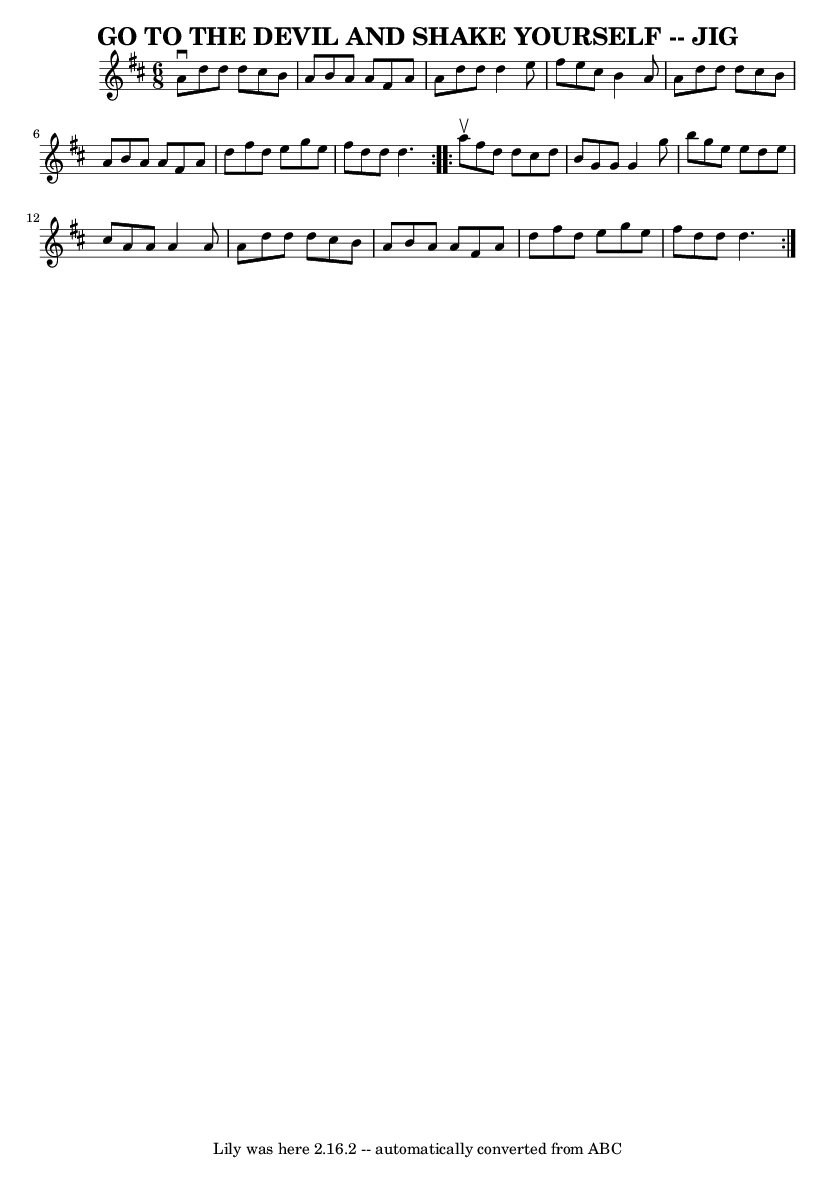 GO TO THE DEVIL AND SHAKE YOURSELF -- JIG
6
8
6
12
Lily was here 2.16.2 -- automatically converted from ABC